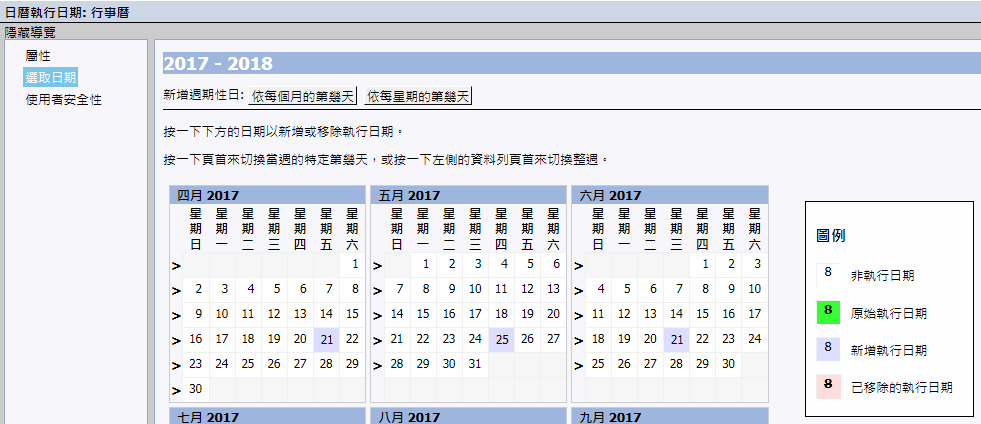 日曆執行日期: 行事曆
隱藏導覽
屬性
選取日期
使用者安全性
2017 - 2018
新增週期性日: 依每個月的第幾天 依每星期的第幾天
按一下下方的日期以新增或移除執行日期。
按一下頁首來切換當週的特定第幾天，或按一下左側的資料列頁首來切換整週。
四月 2017
星期日 星期一 星期二 星期三 星期四 星期五 星期六
> 1
> 2 3 4 5 6 7 8
> 9 10 11 12 13 14 15
> 16 17 18 19 20 21 22
> 23 24 25 26 27 28 29
> 30
五月 2017
星期日 星期一 星期二 星期三 星期四 星期五 星期六
> 1 2 3 4 5 6
> 7 8 9 10 11 12 13
> 14 15 16 17 18 19 20
> 21 22 23 24 25 26 27
> 28 29 30 31
六月 2017
星期日 星期一 星期二 星期三 星期四 星期五 星期六
> 1 2 3
> 4 5 6 7 8 9 10
> 11 12 13 14 15 16 17
> 18 19 20 21 22 23 24
> 25 26 27 28 29 30
七月 2017
八月 2017
九月 2017
圖例
8 非執行日期
8 原始執行日期
8 新增執行日期
8 已移除的執行日期